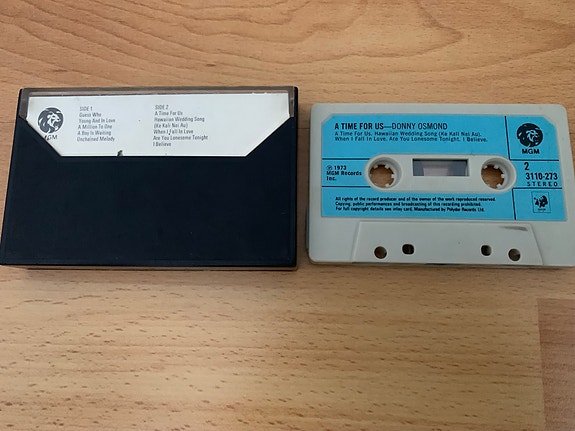 SIDE 1
Guess Who
Young And In Love
A Million To One
A Boy Is Waiting
Unchained Melody
SIDE 2
A Time For Us
Hawaiian Wedding Song
(Ke Kali Nei Au)
When I Fall In Love
Are You Lonesome Tonight
I Believe
MGM
A TIME FOR US—DONNY OSMOND
A Time For Us. Hawaiian Wedding Song (Ke Kali Nei Au).
When I Fall In Love. Are You Lonesome Tonight. I Believe.
MGM
℗ 1973
MGM Records
Inc.
2
3110-273
STEREO
All rights of the record producer and of the owner of the work reproduced reserved.
Copying, public performances and broadcasting of this recording prohibited.
For full copyright details see inlay card. Manufactured by Polydor Records Ltd.